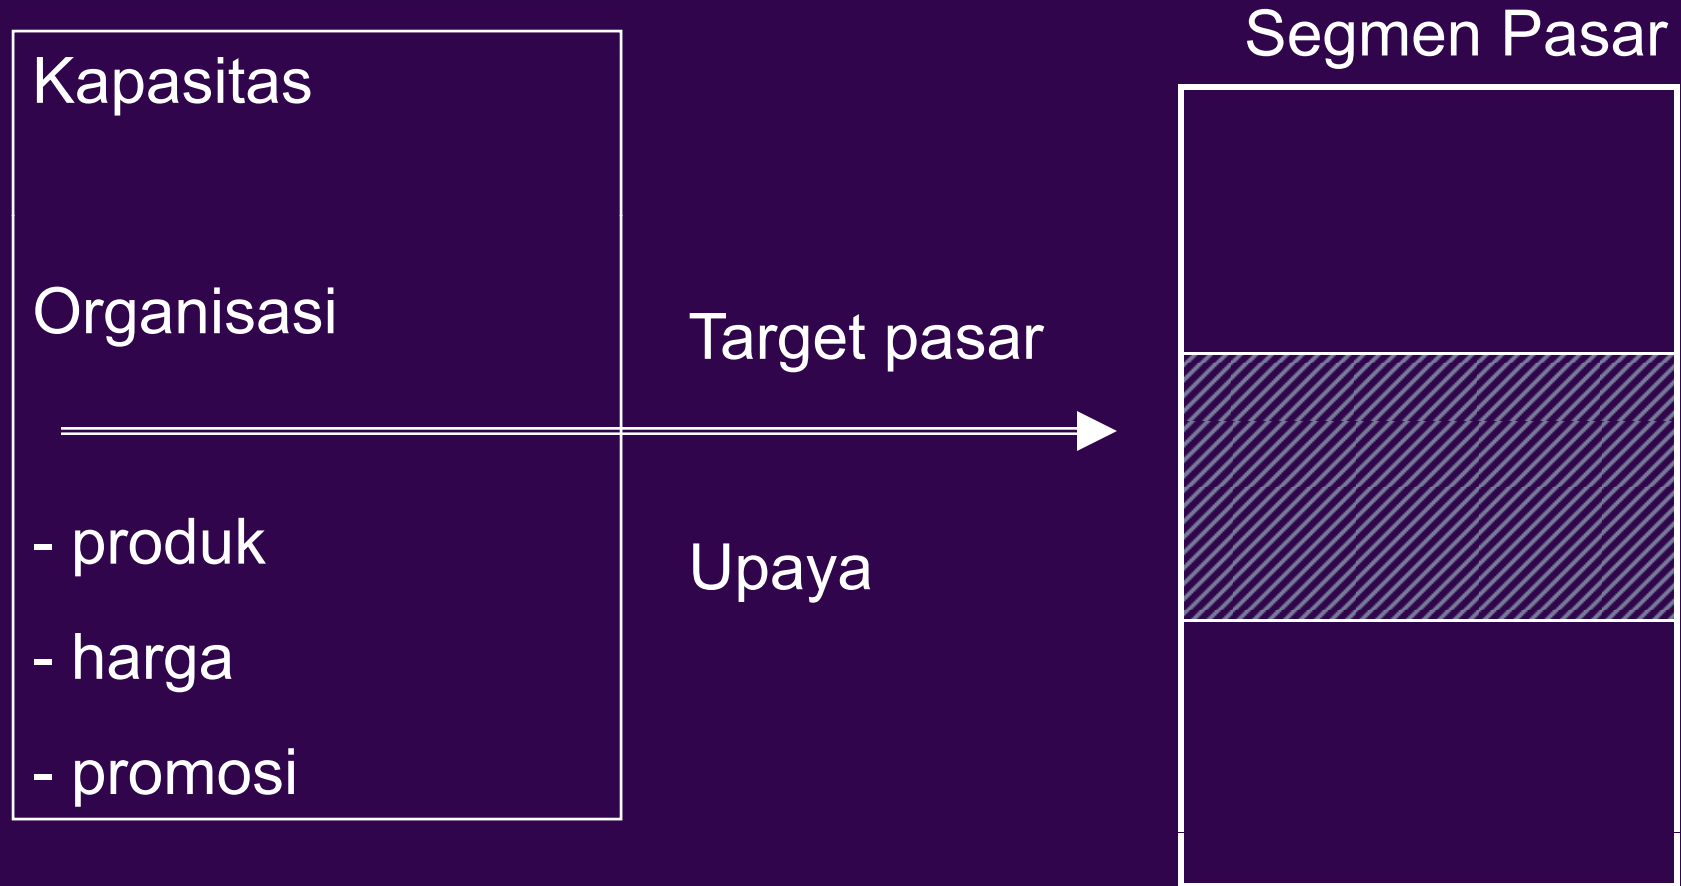 Kapasitas
Organisasi
- produk
- harga
- promosi
Target pasar
Upaya
Segmen Pasar